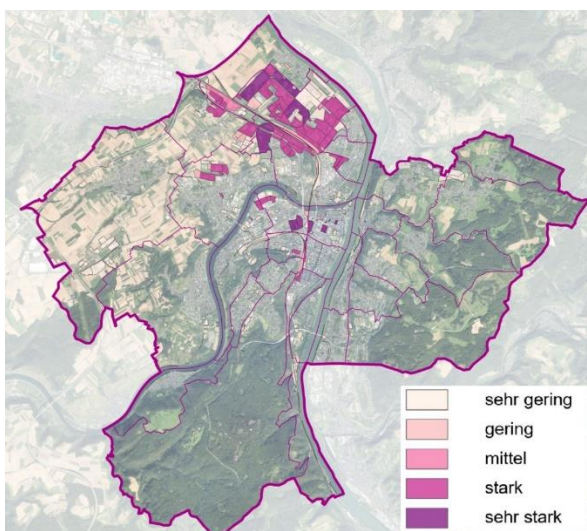 sehr gering
gering
mittel
stark
sehr stark